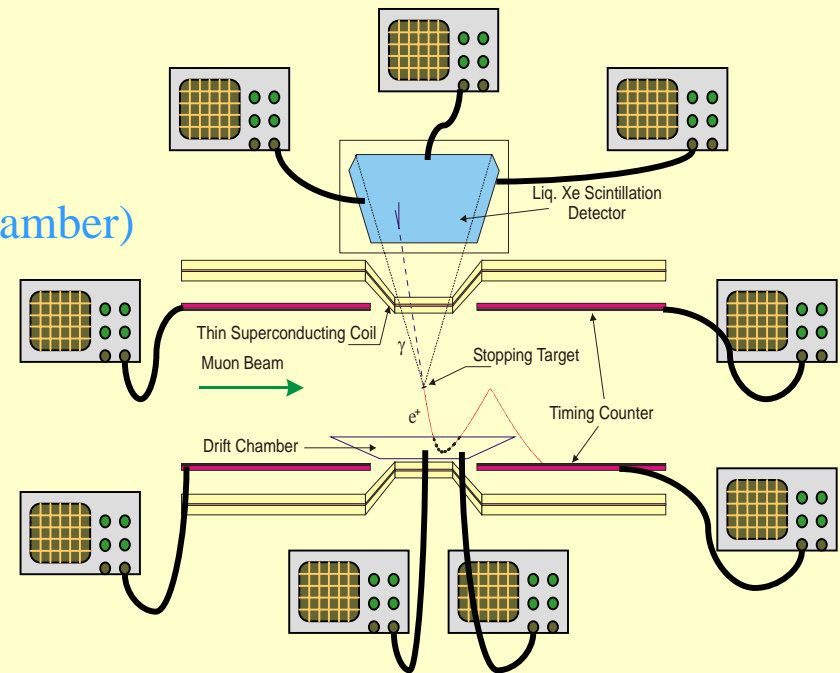 Liq. Xe Scintillation
Detector
amber)
Thin Superconducting Coil
γ
Stopping Target
Muon Beam
e⁺
Timing Counter
Drift Chamber